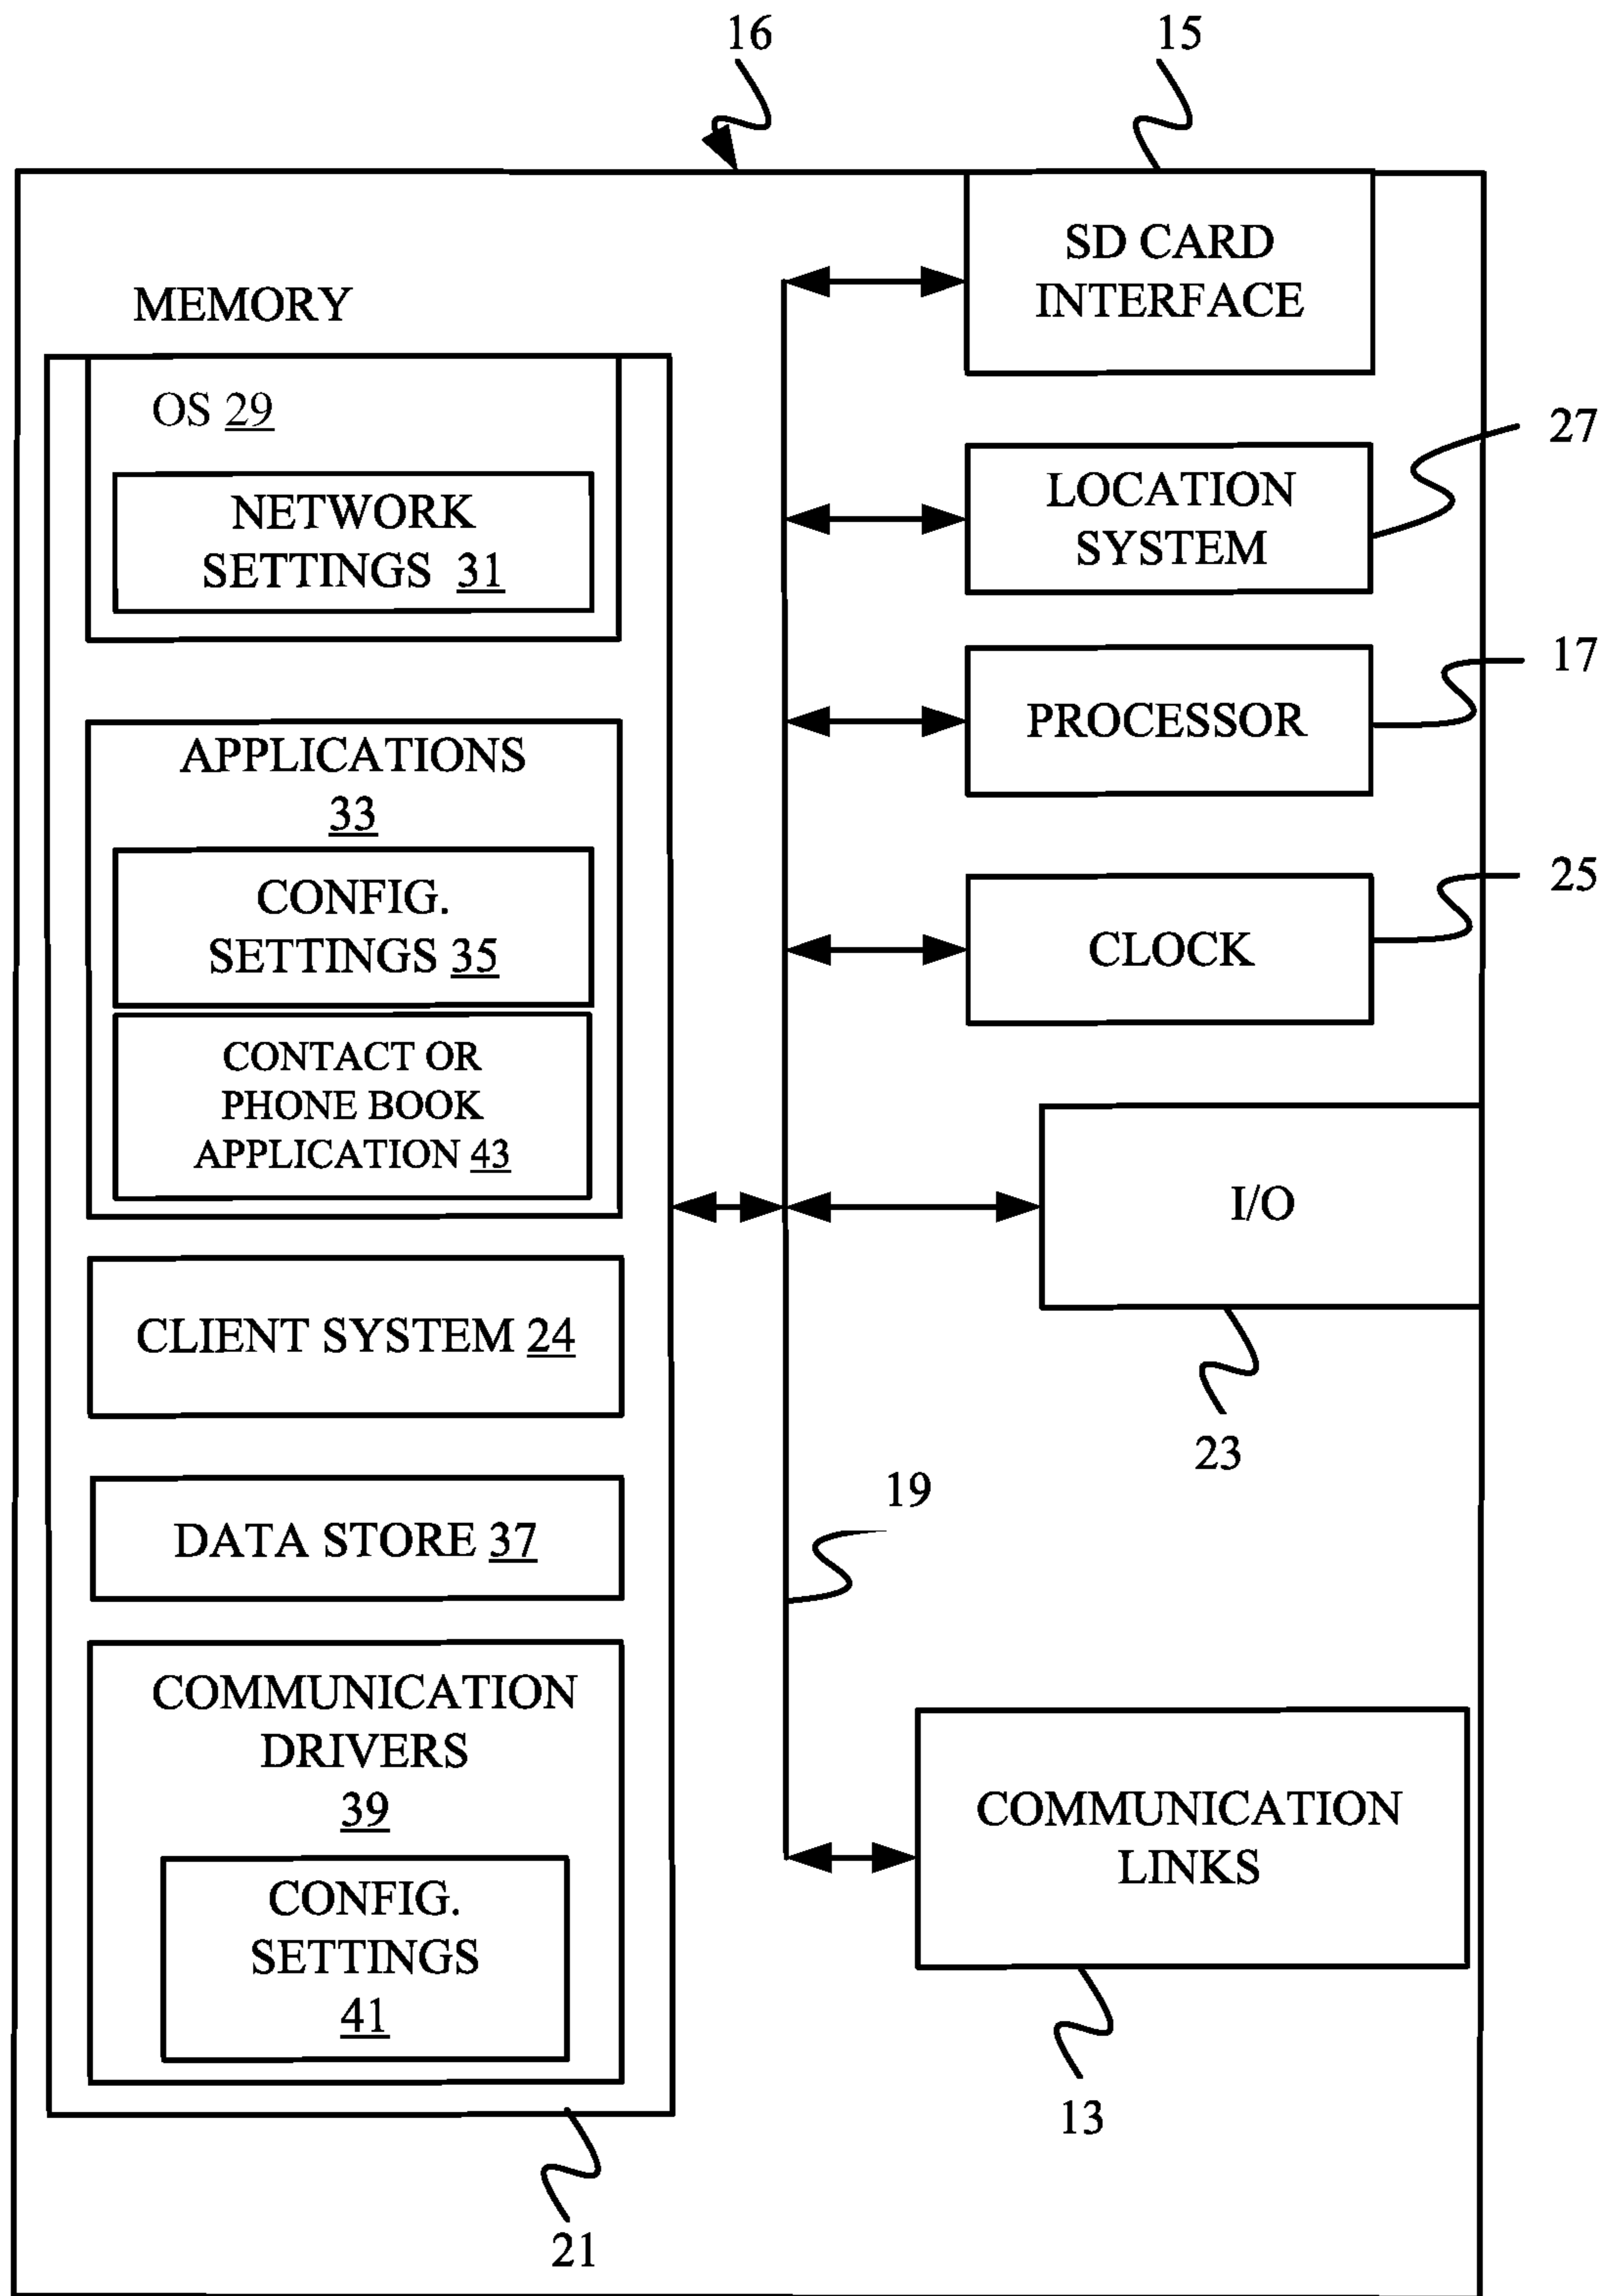 16
15
SD CARD
INTERFACE
MEMORY
OS 29
27
NETWORK
SETTINGS 31
LOCATION
SYSTEM
17
PROCESSOR
APPLICATIONS
33
CONFIG.
SETTINGS 35
25
CLOCK
CONTACT OR
PHONE BOOK
APPLICATION 43
I/O
CLIENT SYSTEM 24
23
19
DATA STORE 37
COMMUNICATION
DRIVERS
39
COMMUNICATION
LINKS
CONFIG.
SETTINGS
41
13
21